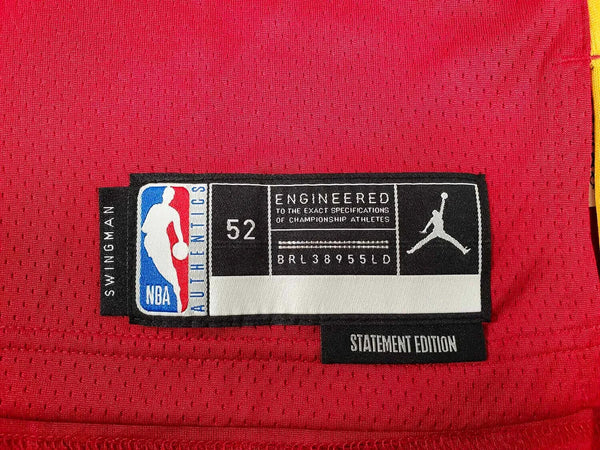 SWINGMAN
NBA
AUTHENTICS
52
ENGINEERED
TO THE EXACT SPECIFICATIONS
OF CHAMPIONSHIP ATHLETES
BRL38955LD
STATEMENT EDITION